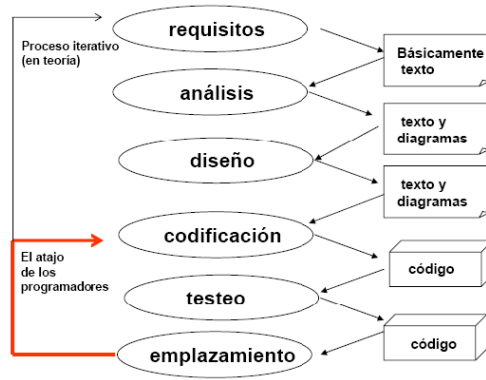 requisitos
Proceso iterativo
(en teoría)
Básicamente
texto
análisis
texto y
diagramas
diseño
texto y
diagramas
codificación
El atajo
de los
programadores
código
testeo
código
emplazamiento